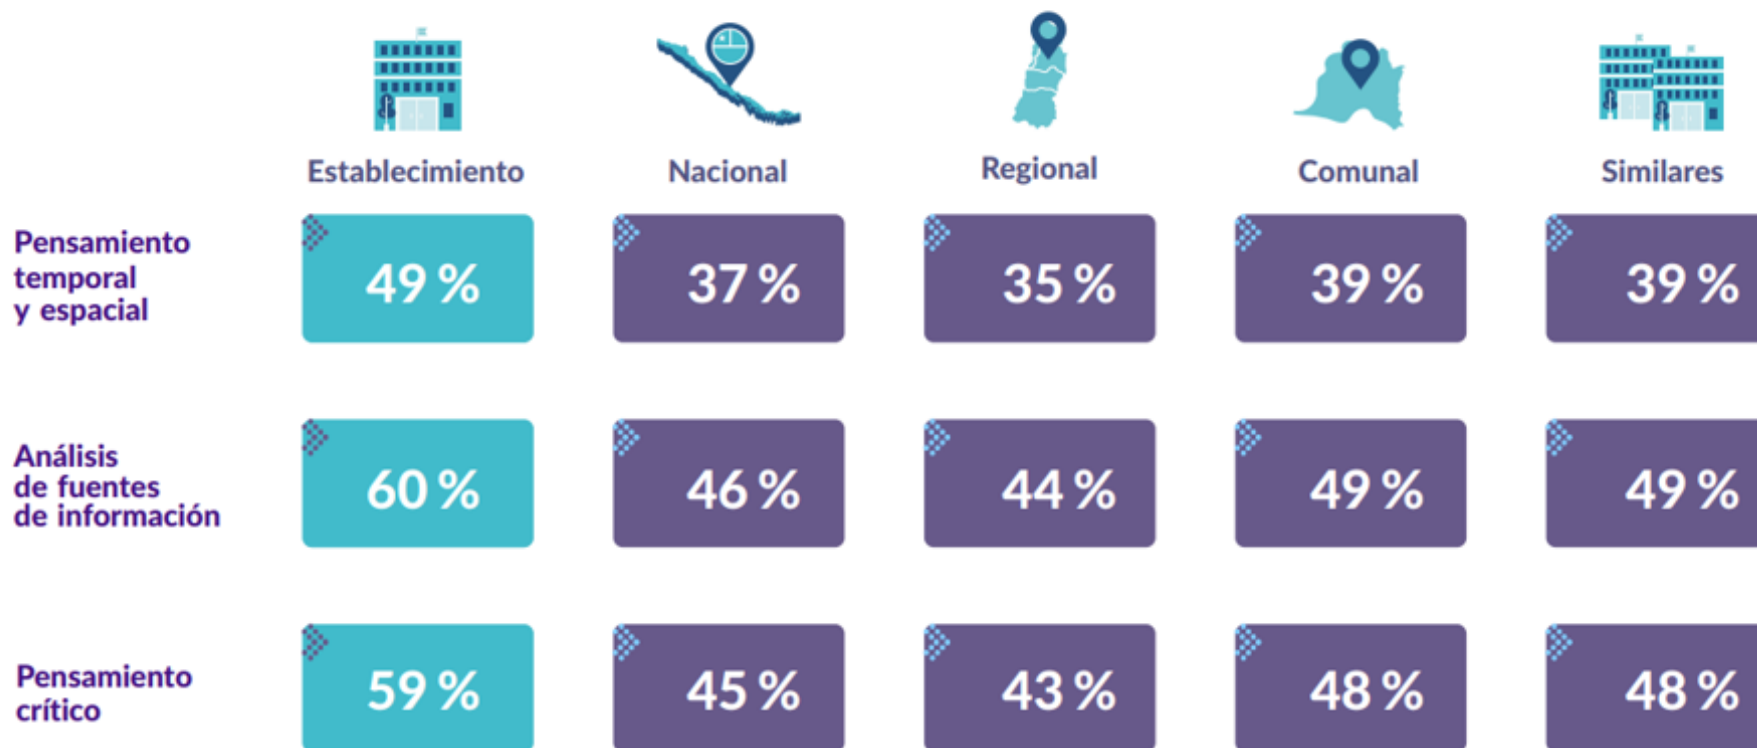 Establecimiento Nacional Regional Comunal Similares
Pensamiento
temporal
y espacial
49 % 37 % 35 % 39 % 39 %
Análisis
de fuentes
de información
60 % 46 % 44 % 49 % 49 %
Pensamiento
crítico
59 % 45 % 43 % 48 % 48 %